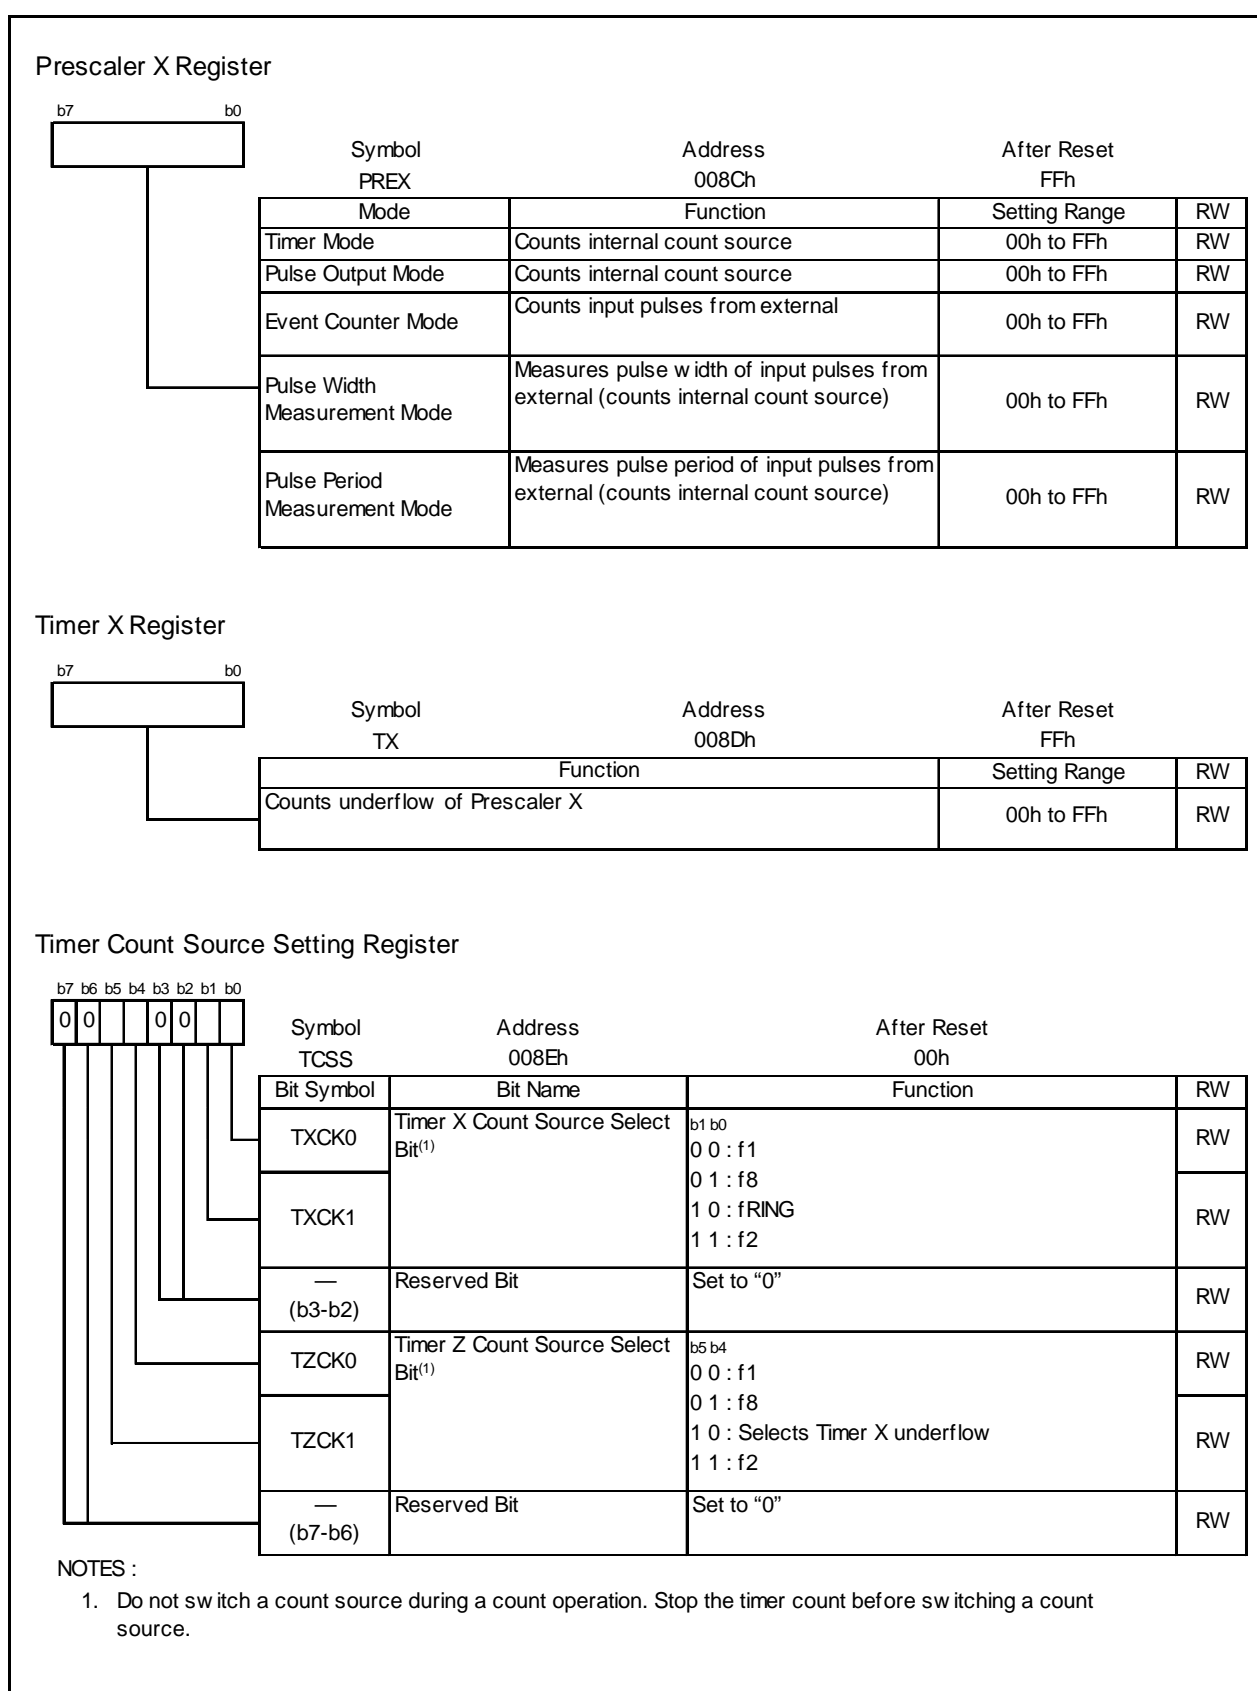 Prescaler X Register
b7 b0
Symbol Address After Reset
PREX 008Ch FFh
Mode Function Setting Range RW
Timer Mode Counts internal count source 00h to FFh RW
Pulse Output Mode Counts internal count source 00h to FFh RW
Event Counter Mode Counts input pulses from external 00h to FFh RW
Pulse Width
Measurement Mode
Measures pulse width of input pulses from
external (counts internal count source)
00h to FFh RW
Pulse Period
Measurement Mode
Measures pulse period of input pulses from
external (counts internal count source)
00h to FFh RW
Timer X Register
b7 b0
Symbol Address After Reset
TX 008Dh FFh
Function Setting Range RW
Counts underflow of Prescaler X 00h to FFh RW
Timer Count Source Setting Register
b7 b6 b5 b4 b3 b2 b1 b0
0 0 0 0
Symbol Address After Reset
TCSS 008Eh 00h
Bit Symbol Bit Name Function RW
TXCK0
Timer X Count Source Select
Bit(1)
b1 b0
0 0 : f1
0 1 : f8
1 0 : fRING
1 1 : f2
RW
TXCK1 RW
—
(b3-b2)
Reserved Bit Set to “0” RW
TZCK0
Timer Z Count Source Select
Bit(1)
b5 b4
0 0 : f1
0 1 : f8
1 0 : Selects Timer X underflow
1 1 : f2
RW
TZCK1 RW
—
(b7-b6)
Reserved Bit Set to “0” RW
NOTES :
1. Do not switch a count source during a count operation. Stop the timer count before switching a count
source.